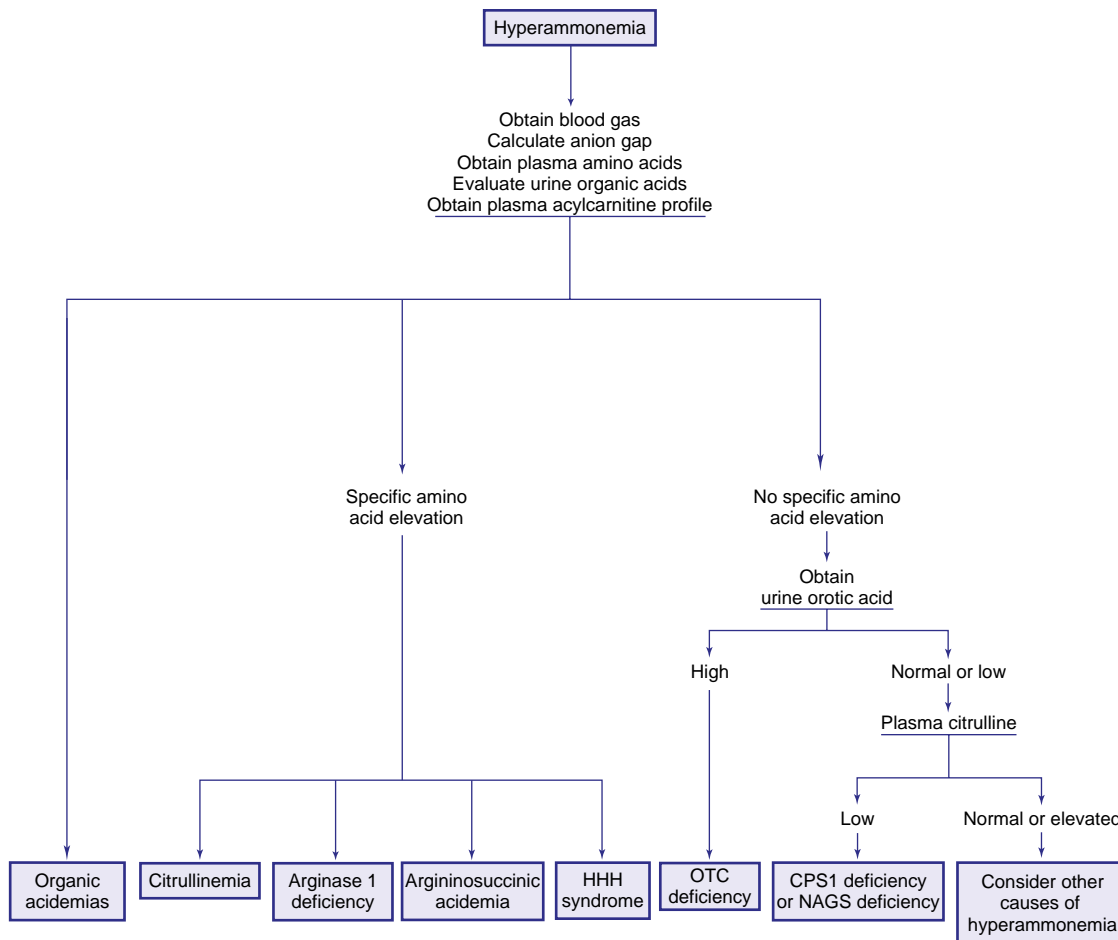 Hyperammonemia
Obtain blood gas
Calculate anion gap
Obtain plasma amino acids
Evaluate urine organic acids
Obtain plasma acylcarnitine profile
Specific amino
acid elevation
No specific amino
acid elevation
Obtain
urine orotic acid
High
Normal or low
Plasma citrulline
Low
Normal or elevated
Organic
acidemias
Citrullinemia
Arginase 1
deficiency
Argininosuccinic
acidemia
HHH
syndrome
OTC
deficiency
CPS1 deficiency
or NAGS deficiency
Consider other
causes of
hyperammonemia